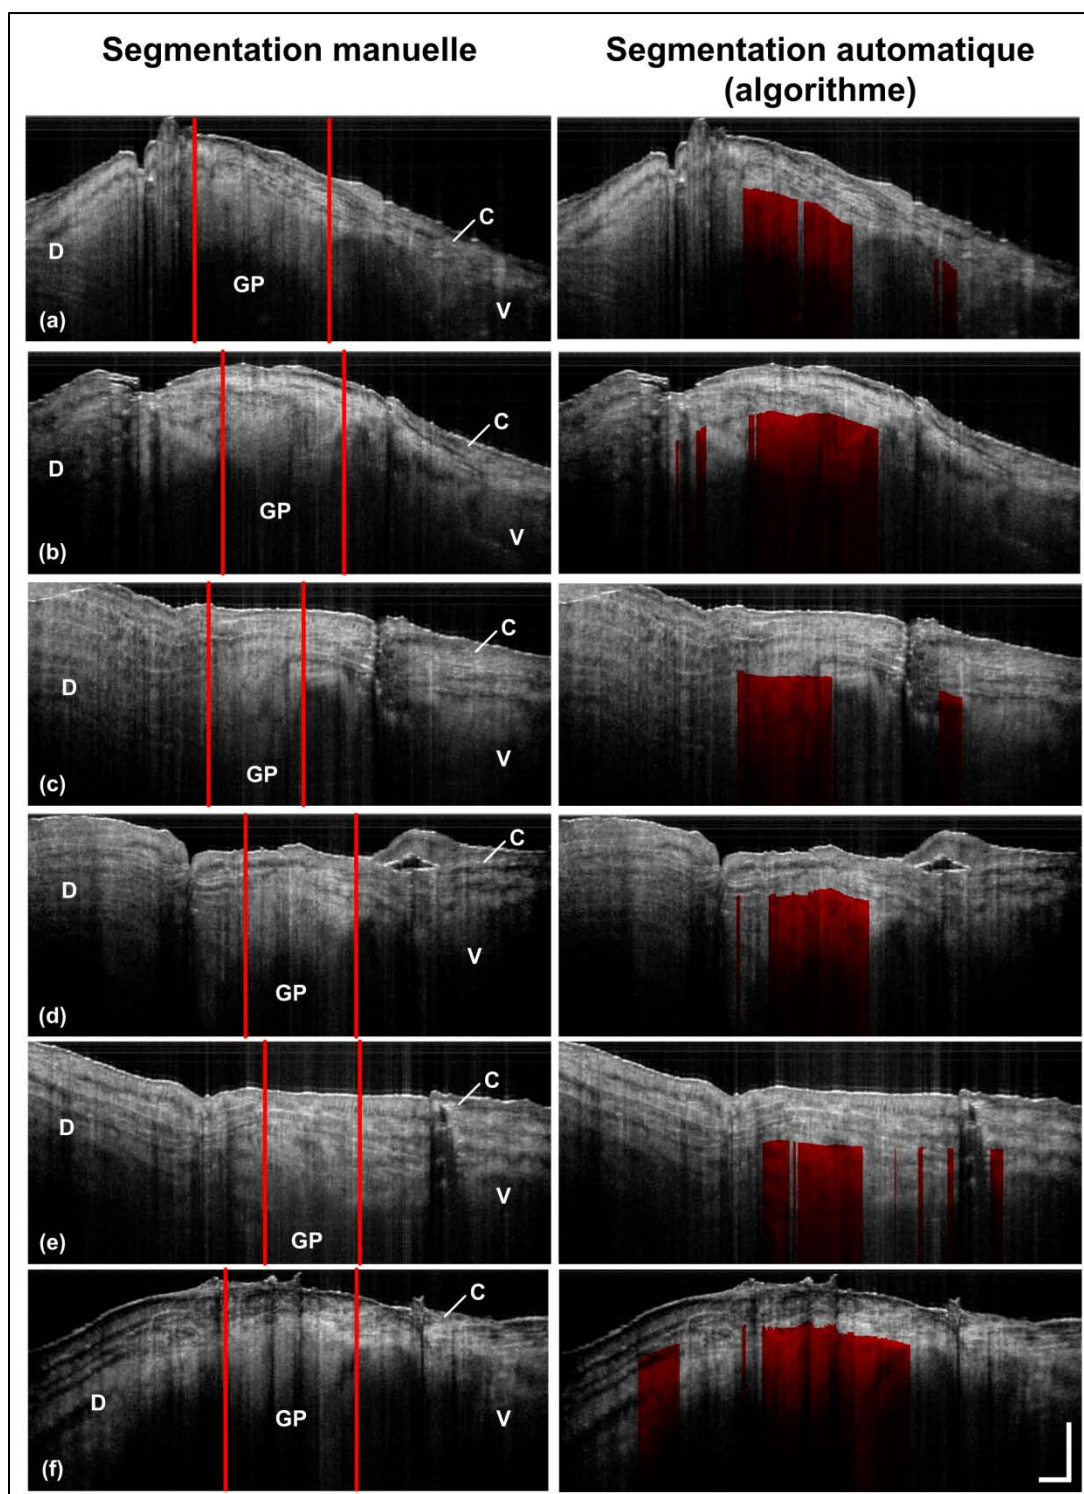 Segmentation manuelle
Segmentation automatique
(algorithme)
C
D
GP
V
(a)
C
D
GP
V
(b)
C
D
V
GP
(c)
C
D
V
GP
(d)
C
D
V
GP
(e)
C
D
GP
V
(f)